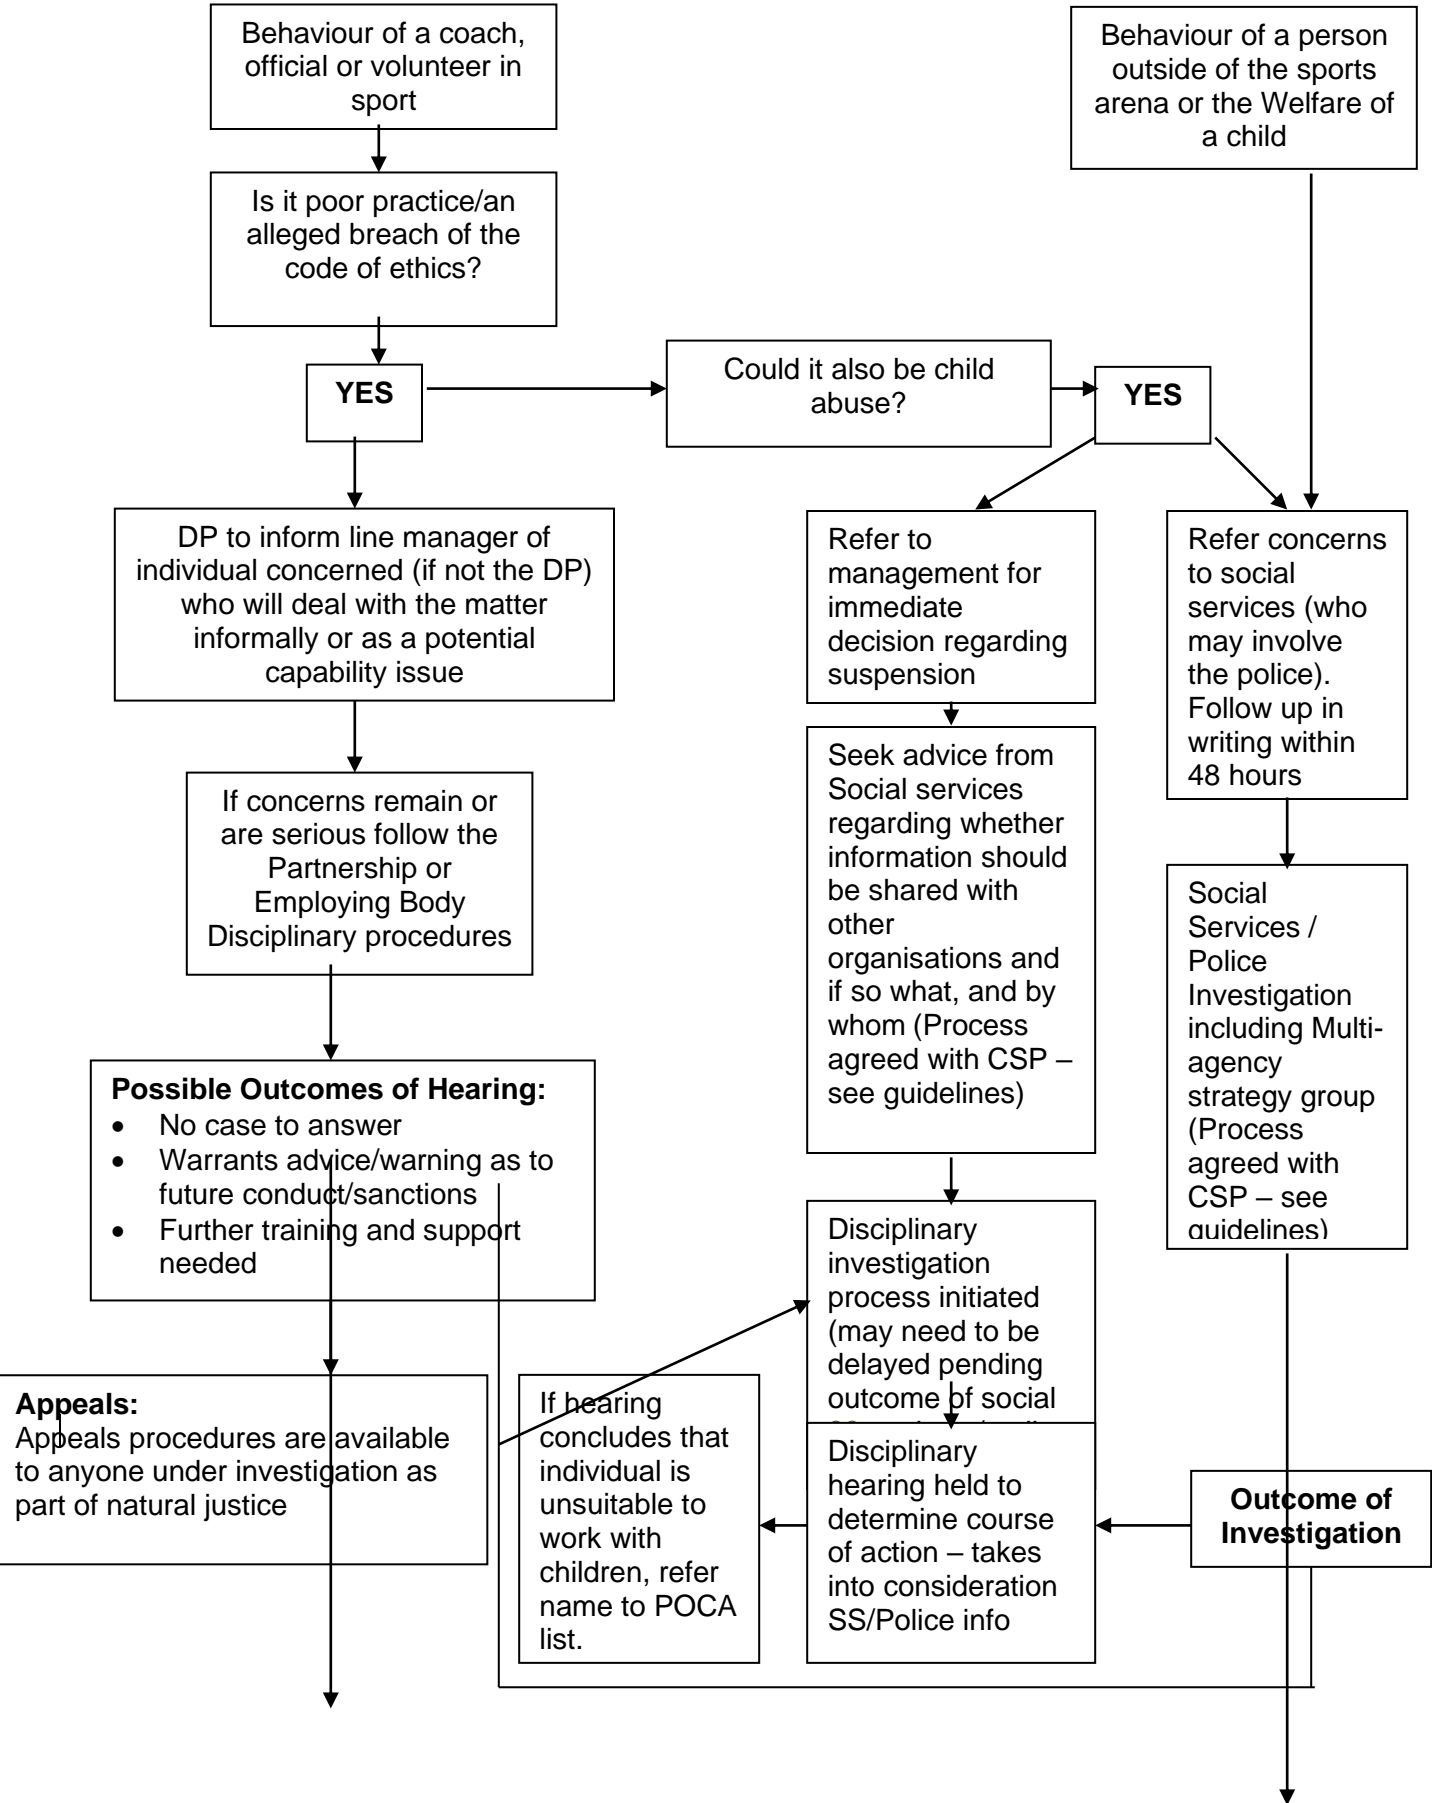 Behaviour of a coach,
official or volunteer in
sport
Behaviour of a person
outside of the sports
arena or the Welfare of
a child
Is it poor practice/an
alleged breach of the
code of ethics?
YES
Could it also be child
abuse?
YES
DP to inform line manager of
individual concerned (if not the DP)
who will deal with the matter
informally or as a potential
capability issue
Refer to
management for
immediate
decision regarding
suspension
Refer concerns
to social
services (who
may involve
the police).
Follow up in
writing within
48 hours
If concerns remain or
are serious follow the
Partnership or
Employing Body
Disciplinary procedures
Seek advice from
Social services
regarding whether
information should
be shared with
other
organisations and
if so what, and by
whom (Process
agreed with CSP –
see guidelines)
Social
Services /
Police
Investigation
including Multi-
agency
strategy group
(Process
agreed with
CSP – see
guidelines)
Possible Outcomes of Hearing:
• No case to answer
• Warrants advice/warning as to
future conduct/sanctions
• Further training and support
needed
Disciplinary
investigation
process initiated
(may need to be
delayed pending
outcome of social
Appeals:
Appeals procedures are available
to anyone under investigation as
part of natural justice
If hearing
concludes that
individual is
unsuitable to
work with
children, refer
name to POCA
list.
Disciplinary
hearing held to
determine course
of action – takes
into consideration
SS/Police info
Outcome of
Investigation